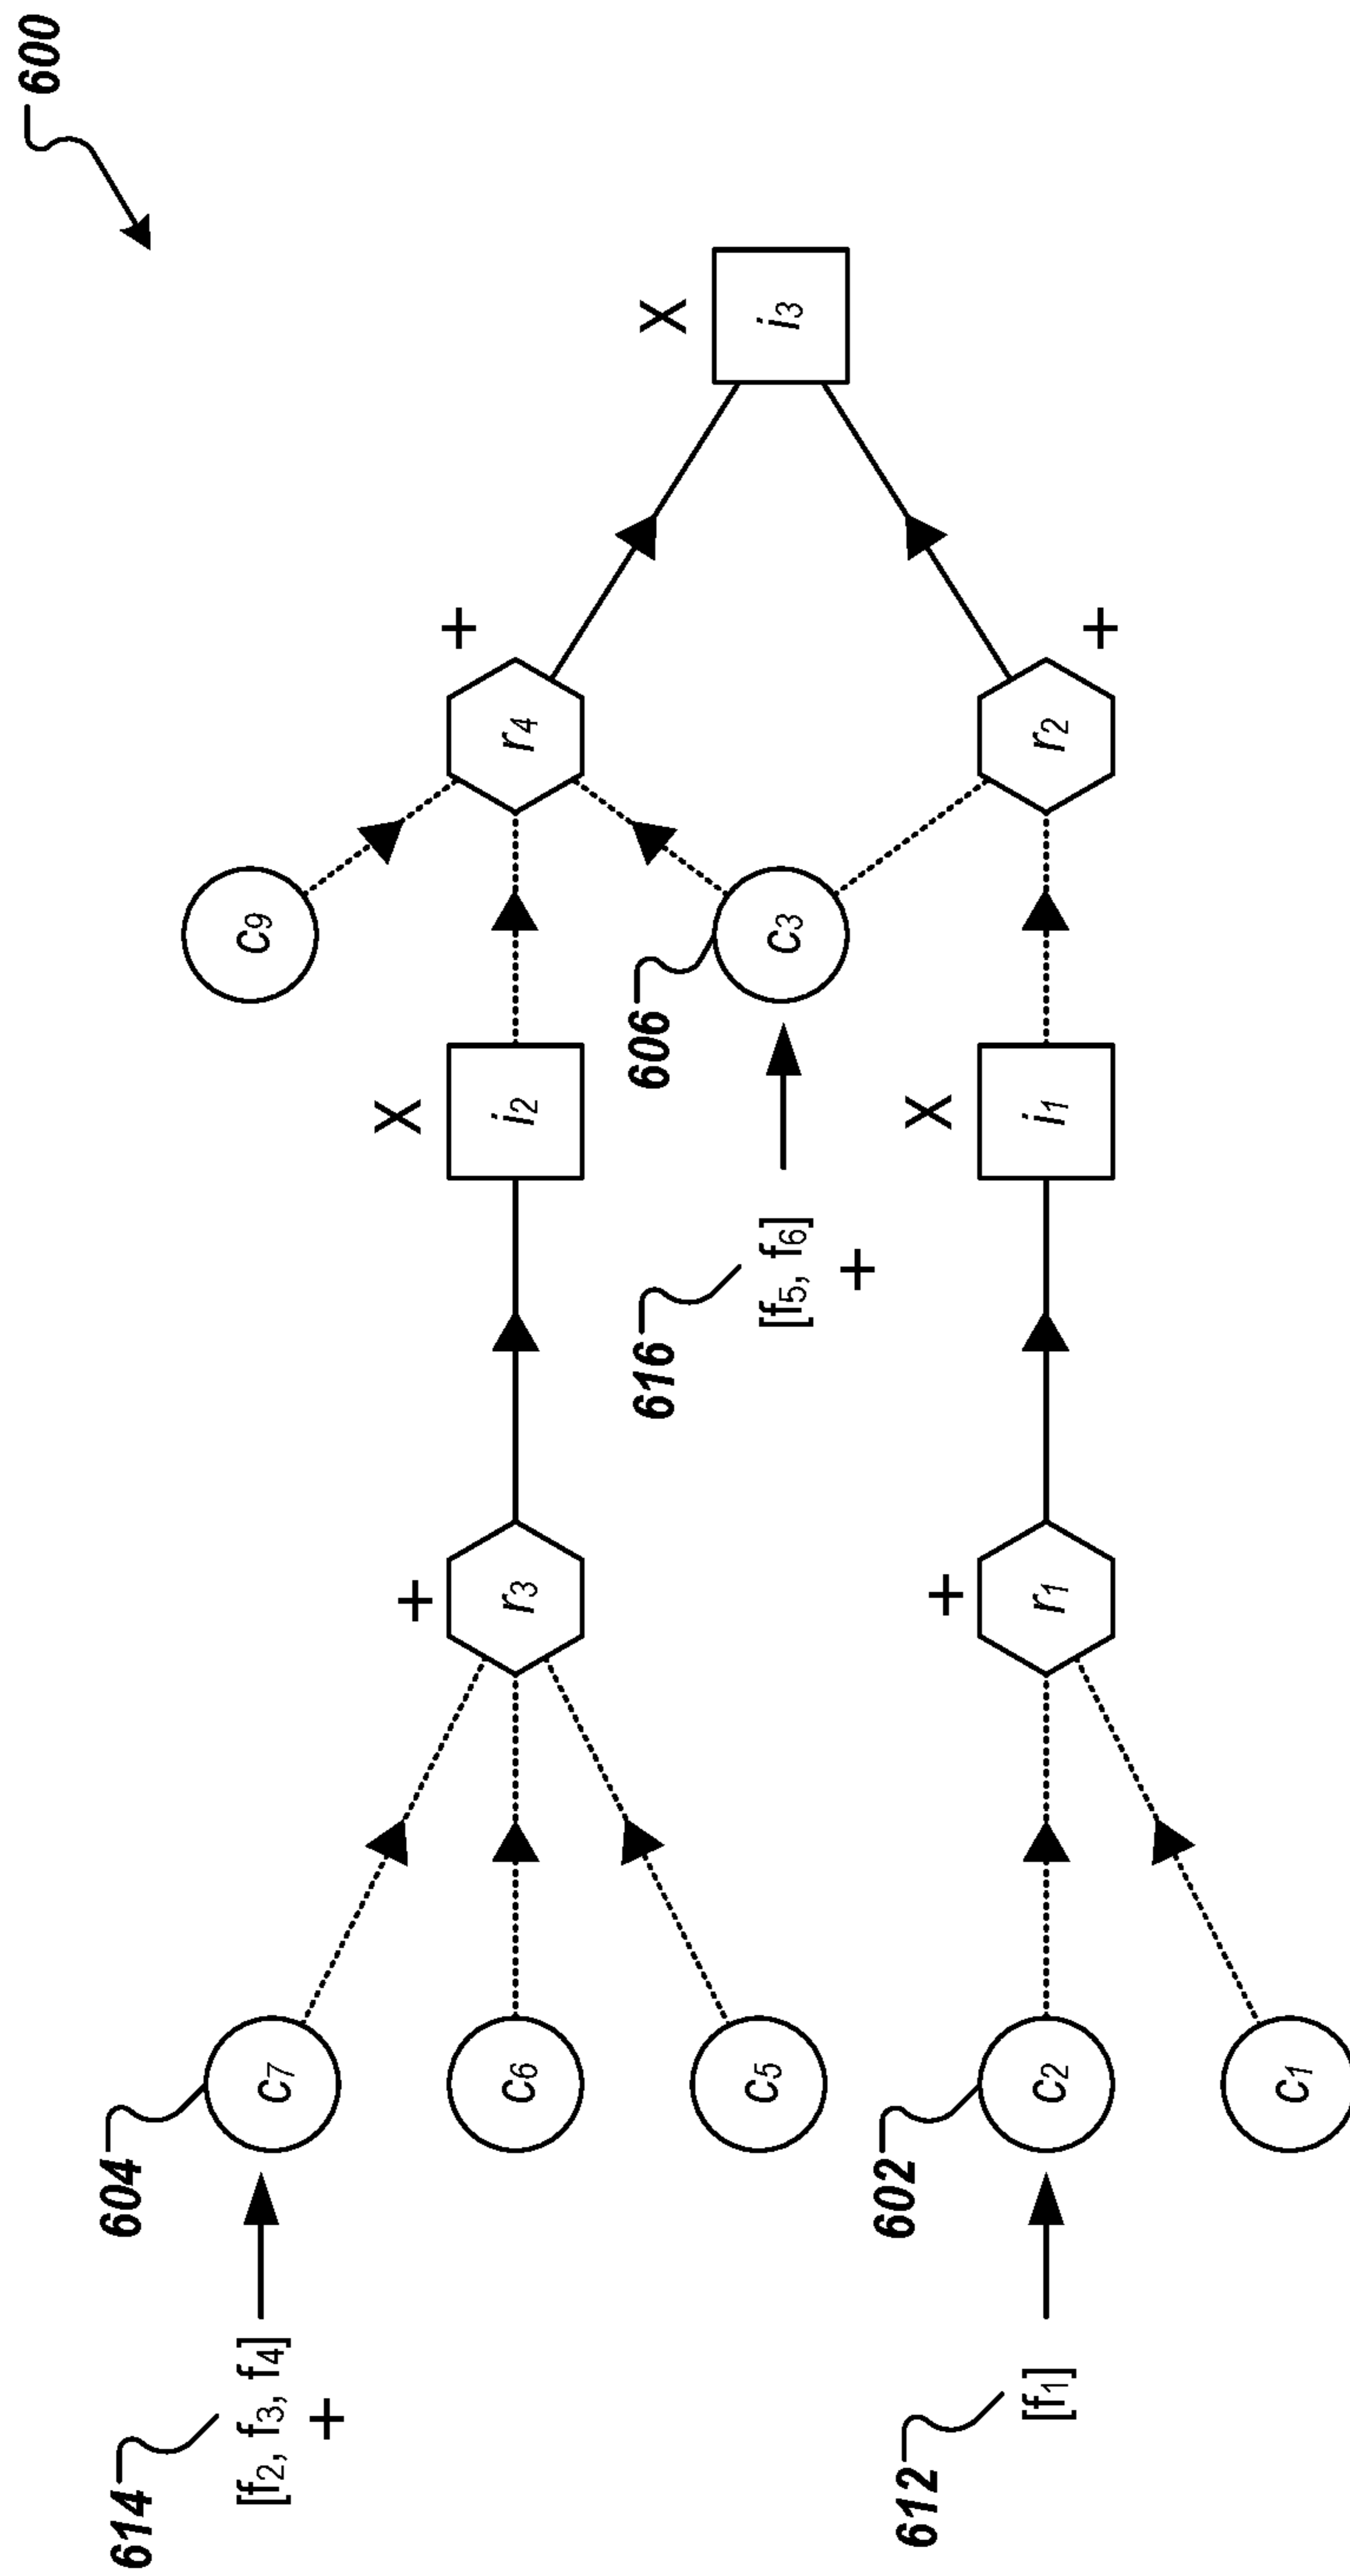 600
X
i3
+
r4
r2
+
c9
606
c3
X
i2
X
i1
616
[f5, f6]
+
+
r3
+
r1
604
c7
c6
c5
602
c2
c1
614
[f2, f3, f4]
+
612
[f1]